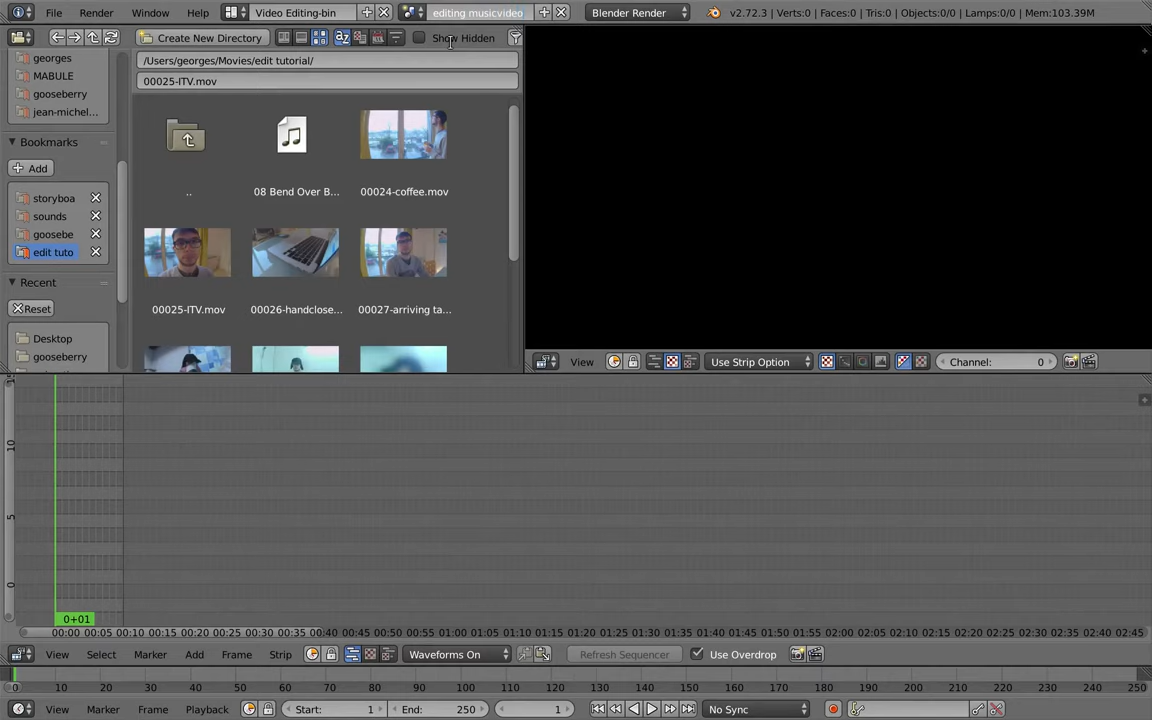 File Render Window Help Video Editing-bin editing musicvideo Blender Render v2.72.3 | Verts:0 | Faces:0 | Tris:0 | Objects:0/0 | Lamps:0/0 | Mem:103.39M
Create New Directory Show Hidden
georges
MABULE
gooseberry
jean-michel...
/Users/georges/Movies/edit tutorial/
00025-ITV.mov
Bookmarks
Add
storyboa
sounds
goosebe
edit tuto
Recent
Reset
Desktop
gooseberry
.. 08 Bend Over B... 00024-coffee.mov
00025-ITV.mov 00026-handclose... 00027-arriving ta...
View Use Strip Option Channel: 0
10
5
0
0+01
00:00 00:05 00:10 00:15 00:20 00:25 00:30 00:35 00:40 00:45 00:50 00:55 01:00 01:05 01:10 01:15 01:20 01:25 01:30 01:35 01:40 01:45 01:50 01:55 02:00 02:05 02:10 02:15 02:20 02:25 02:30 02:35 02:40 02:45
View Select Marker Add Frame Strip Waveforms On Refresh Sequencer Use Overdrop
0 10 20 30 40 50 60 70 80 90 100 110 120 130 140 150 160 170 180 190 200 210 220 230 240 250
View Marker Frame Playback Start: 1 End: 250 1 No Sync